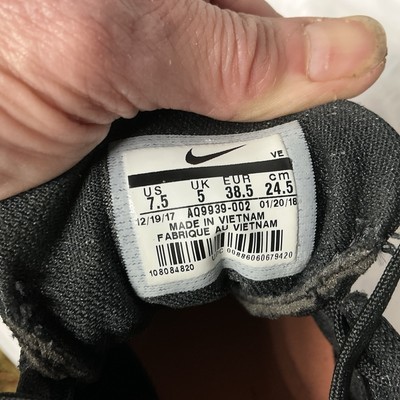 VE
US UK EUR cm
7.5 5 38.5 24.5
12/19/17 AQ9939-002 01/20/18
MADE IN VIETNAM
FABRIQUE AU VIETNAM
108084820